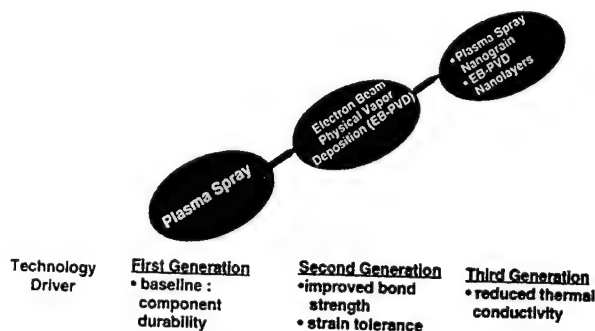 • Plasma Spray
Nanograin
• EB-PVD
Nanolayers
Electron Beam
Physical Vapor
Deposition (EB-PVD)
Plasma Spray
Technology
Driver
First Generation
• baseline :
component
durability
Second Generation
•improved bond
strength
• strain tolerance
Third Generation
• reduced thermal
conductivity